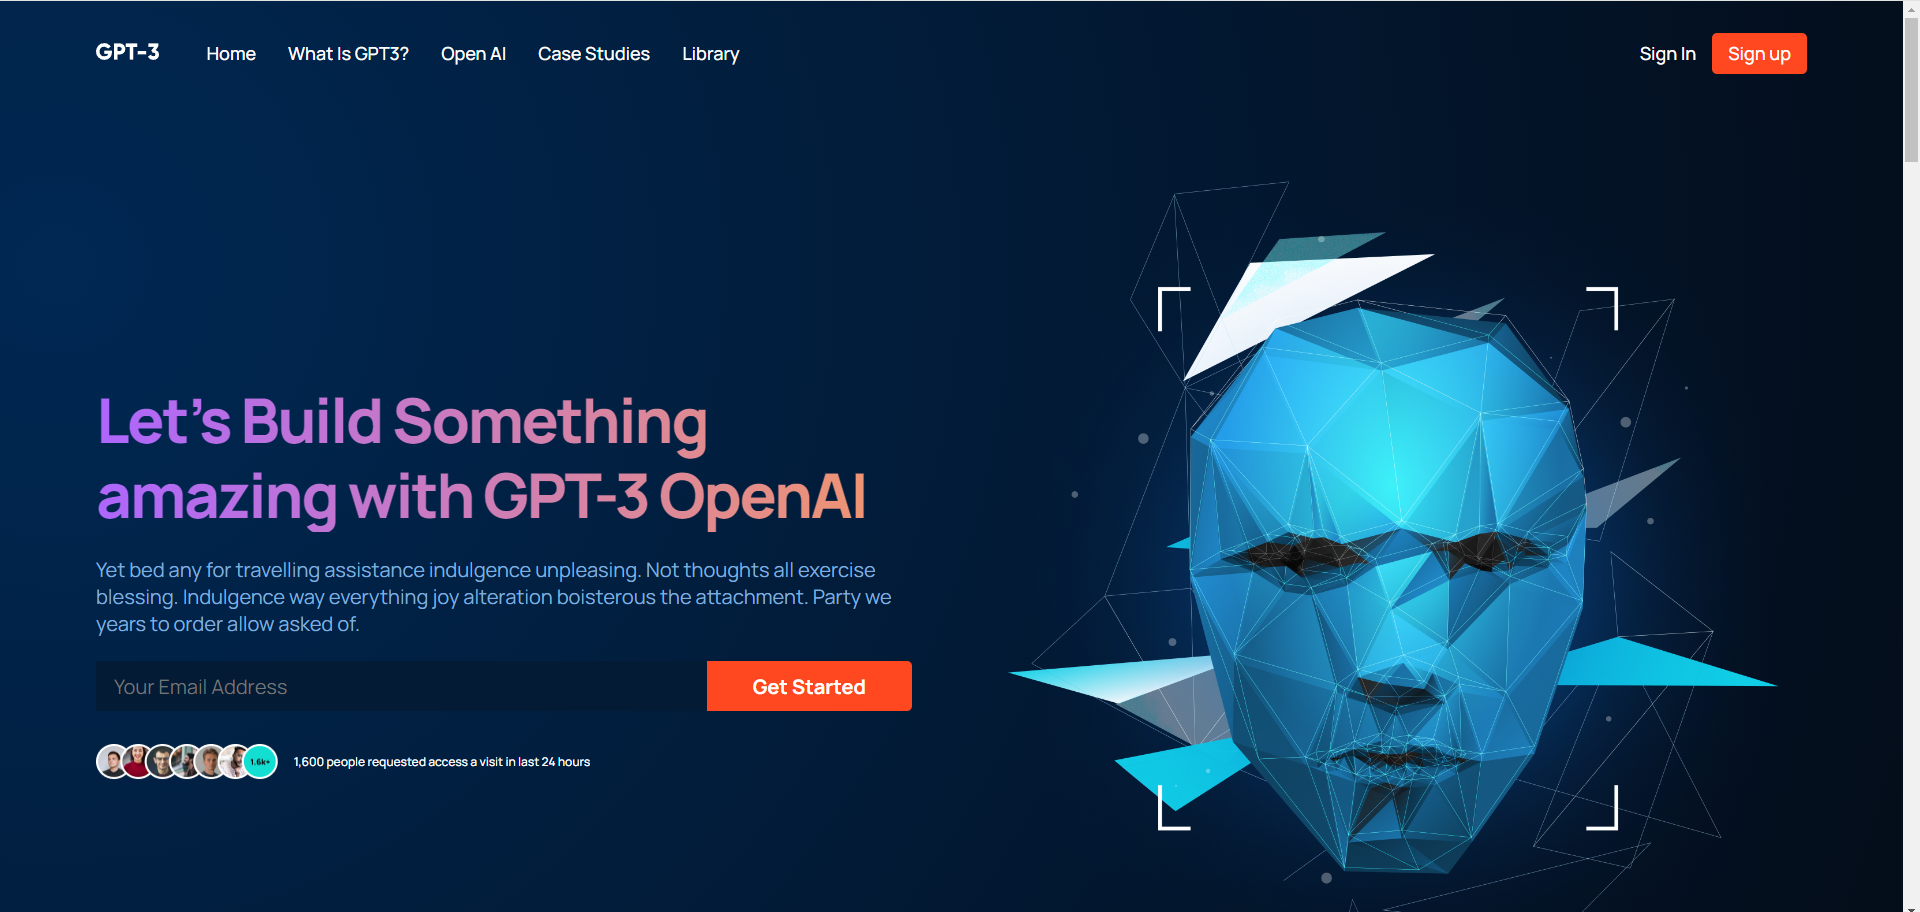 GPT-3
Home
What Is GPT3?
Open AI
Case Studies
Library
Sign In
Sign up
Let’s Build Something
amazing with GPT-3 OpenAI
Yet bed any for travelling assistance indulgence unpleasing. Not thoughts all exercise
blessing. Indulgence way everything joy alteration boisterous the attachment. Party we
years to order allow asked of.
Your Email Address
Get Started
1.6k+
1,600 people requested access a visit in last 24 hours